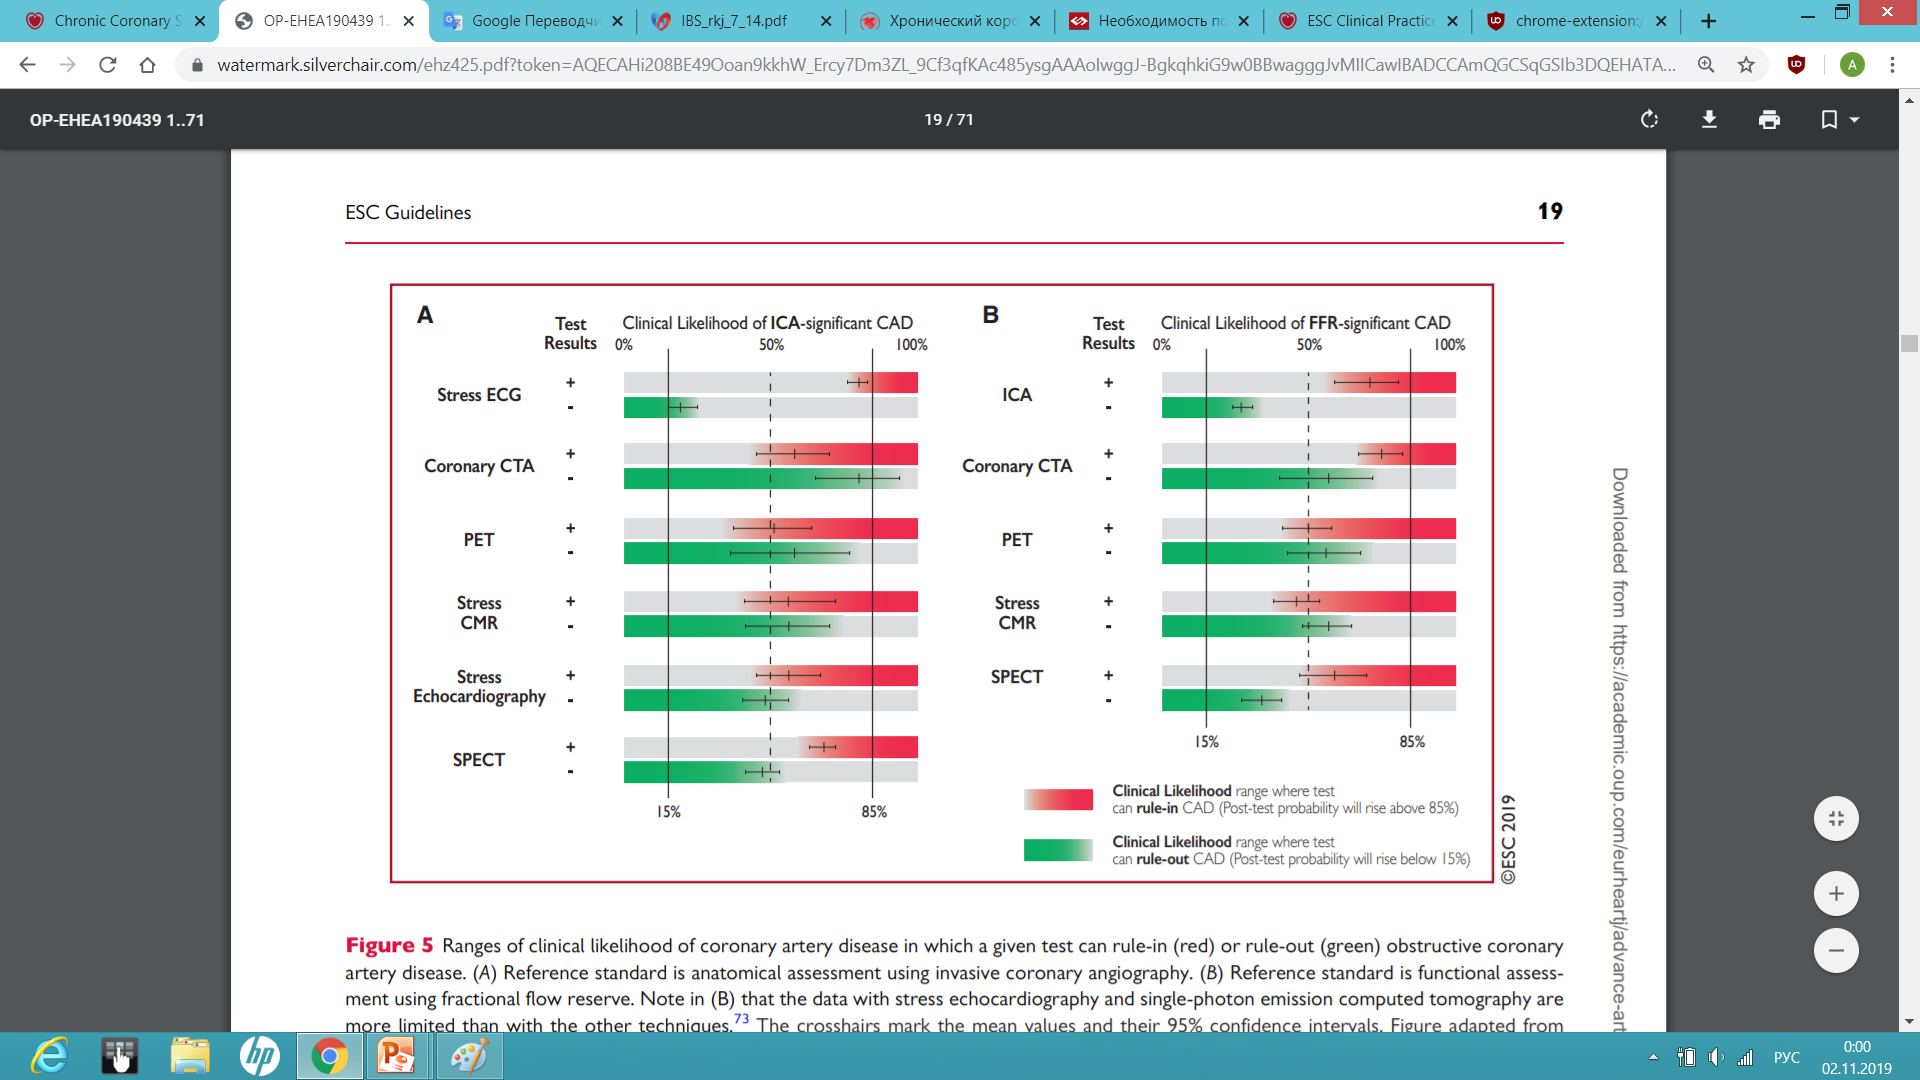 Chronic Coronary S
OP-EHEA190439 1..
Google Переводчи
IBS_rkj_7_14.pdf
Хронический коро
Необходимость по
ESC Clinical Practice
chrome-extension:/
watermark.silverchair.com/ehz425.pdf?token=
A
OP-EHEA190439 1..71
19 / 71
ESC Guidelines
19
A
Test Results
Clinical Likelihood of ICA-significant CAD
0% 50% 100%
Stress ECG
+
-
Coronary CTA
+
-
PET
+
-
Stress CMR
+
-
Stress Echocardiography
+
-
SPECT
+
-
15% 85%
B
Test Results
Clinical Likelihood of FFR-significant CAD
0% 50% 100%
ICA
+
-
Coronary CTA
+
-
PET
+
-
Stress CMR
+
-
SPECT
+
-
15% 85%
Clinical Likelihood range where test
can rule-in CAD (Post-test probability will rise above 85%)
Clinical Likelihood range where test
can rule-out CAD (Post-test probability will rise below 15%)
©ESC 2019
Downloaded from https://academic.oup.com/eurheartj/advance-art
Figure 5 Ranges of clinical likelihood of coronary artery disease in which a given test can rule-in (red) or rule-out (green) obstructive coronary
artery disease. (A) Reference standard is anatomical assessment using invasive coronary angiography. (B) Reference standard is functional assess-
ment using fractional flow reserve. Note in (B) that the data with stress echocardiography and single-photon emission computed tomography are
more limited than with the other techniques.73 The crosshairs mark the mean values and their 95% confidence intervals. Figure adapted from
hp
РУС
0:00
02.11.2019